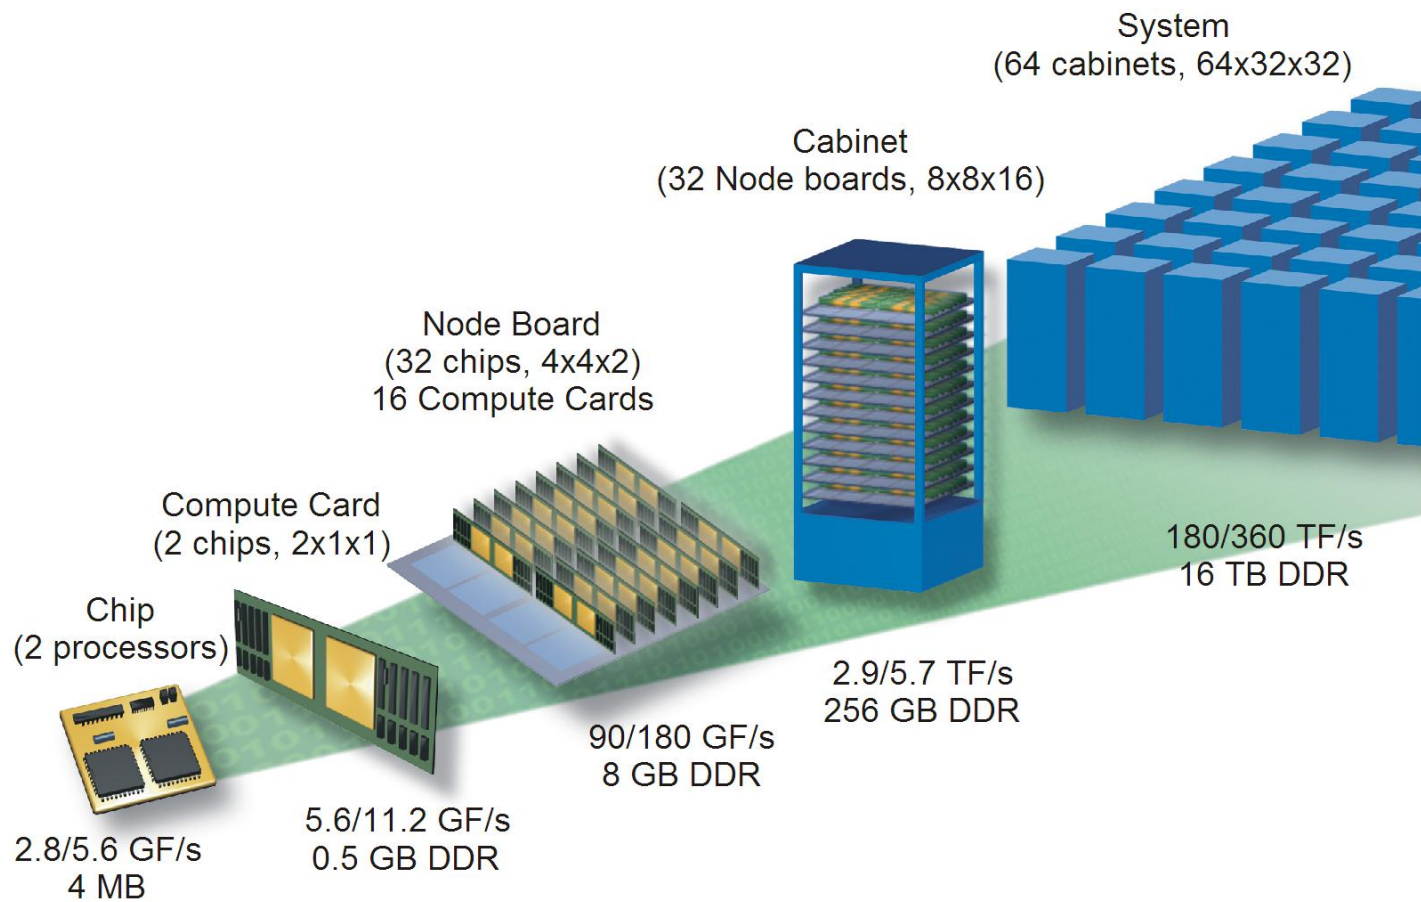 System
(64 cabinets, 64x32x32)
Cabinet
(32 Node boards, 8x8x16)
Node Board
(32 chips, 4x4x2)
16 Compute Cards
Compute Card
(2 chips, 2x1x1)
Chip
(2 processors)
180/360 TF/s
16 TB DDR
2.9/5.7 TF/s
256 GB DDR
90/180 GF/s
8 GB DDR
5.6/11.2 GF/s
0.5 GB DDR
2.8/5.6 GF/s
4 MB